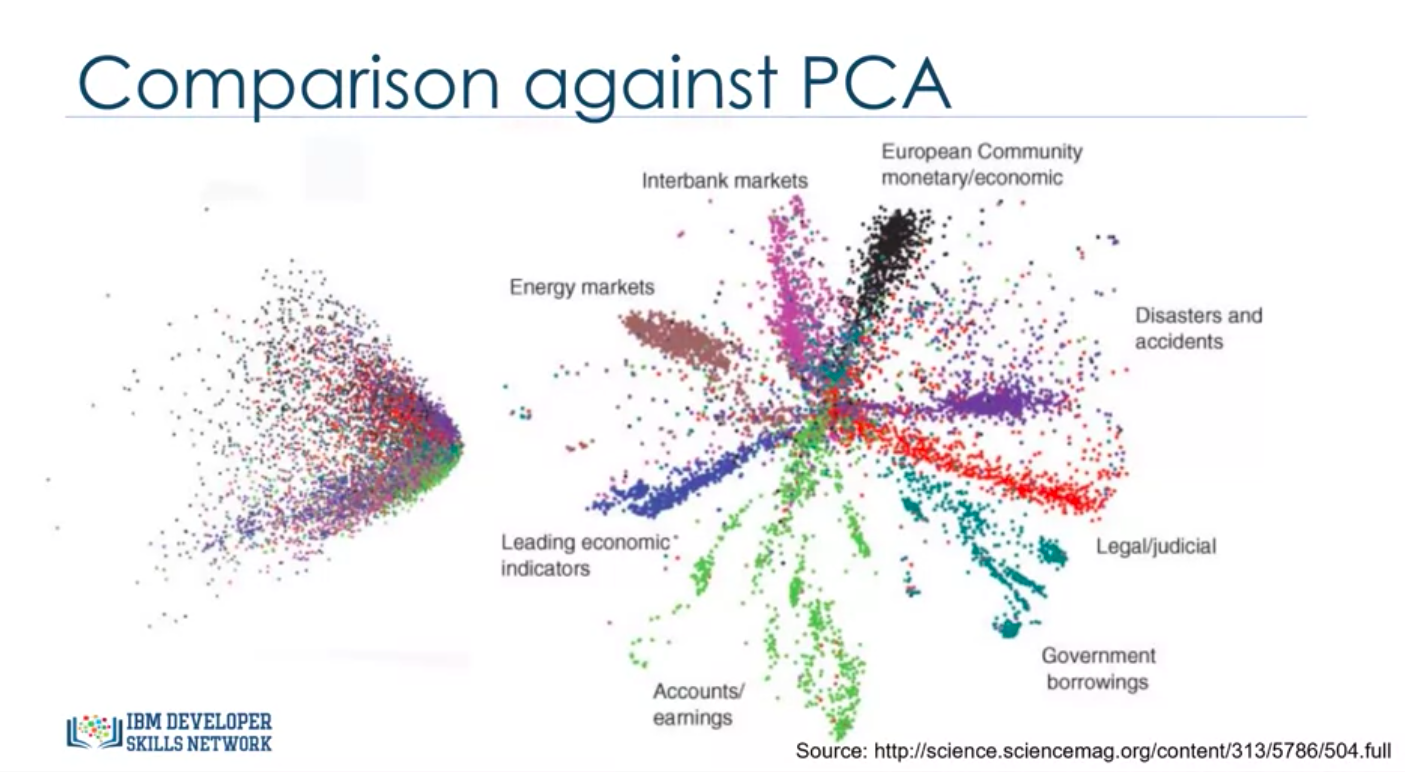 Comparison against PCA
European Community
monetary/economic
Interbank markets
Energy markets
Disasters and
accidents
Leading economic
indicators
Legal/judicial
Government
borrowings
Accounts/
earnings
IBM DEVELOPER
SKILLS NETWORK
Source: http://science.sciencemag.org/content/313/5786/504.full